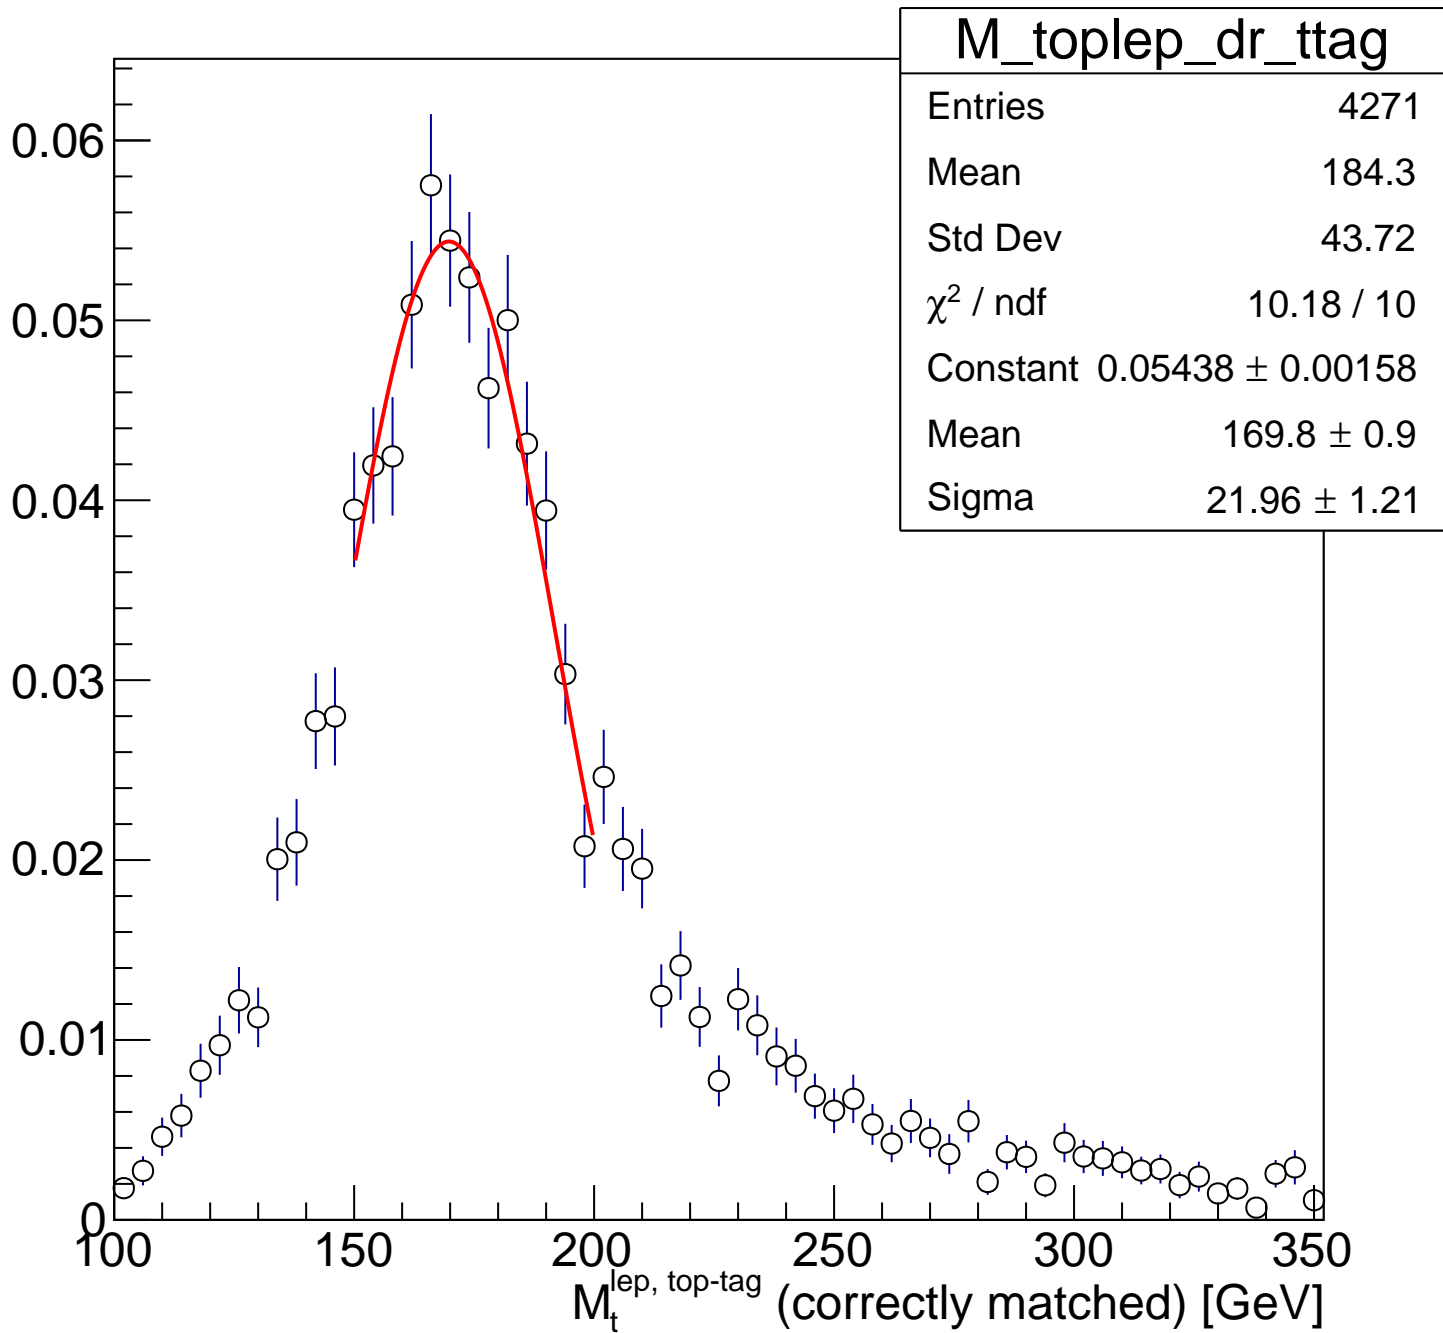 M_toplep_dr_ttag
Entries 4271
Mean 184.3
Std Dev 43.72
χ² / ndf 10.18 / 10
Constant 0.05438 ± 0.00158
Mean 169.8 ± 0.9
Sigma 21.96 ± 1.21
0.06
0.05
0.04
0.03
0.02
0.01
0
100 150 200 250 300 350
M_t^{lep, top-tag} (correctly matched) [GeV]